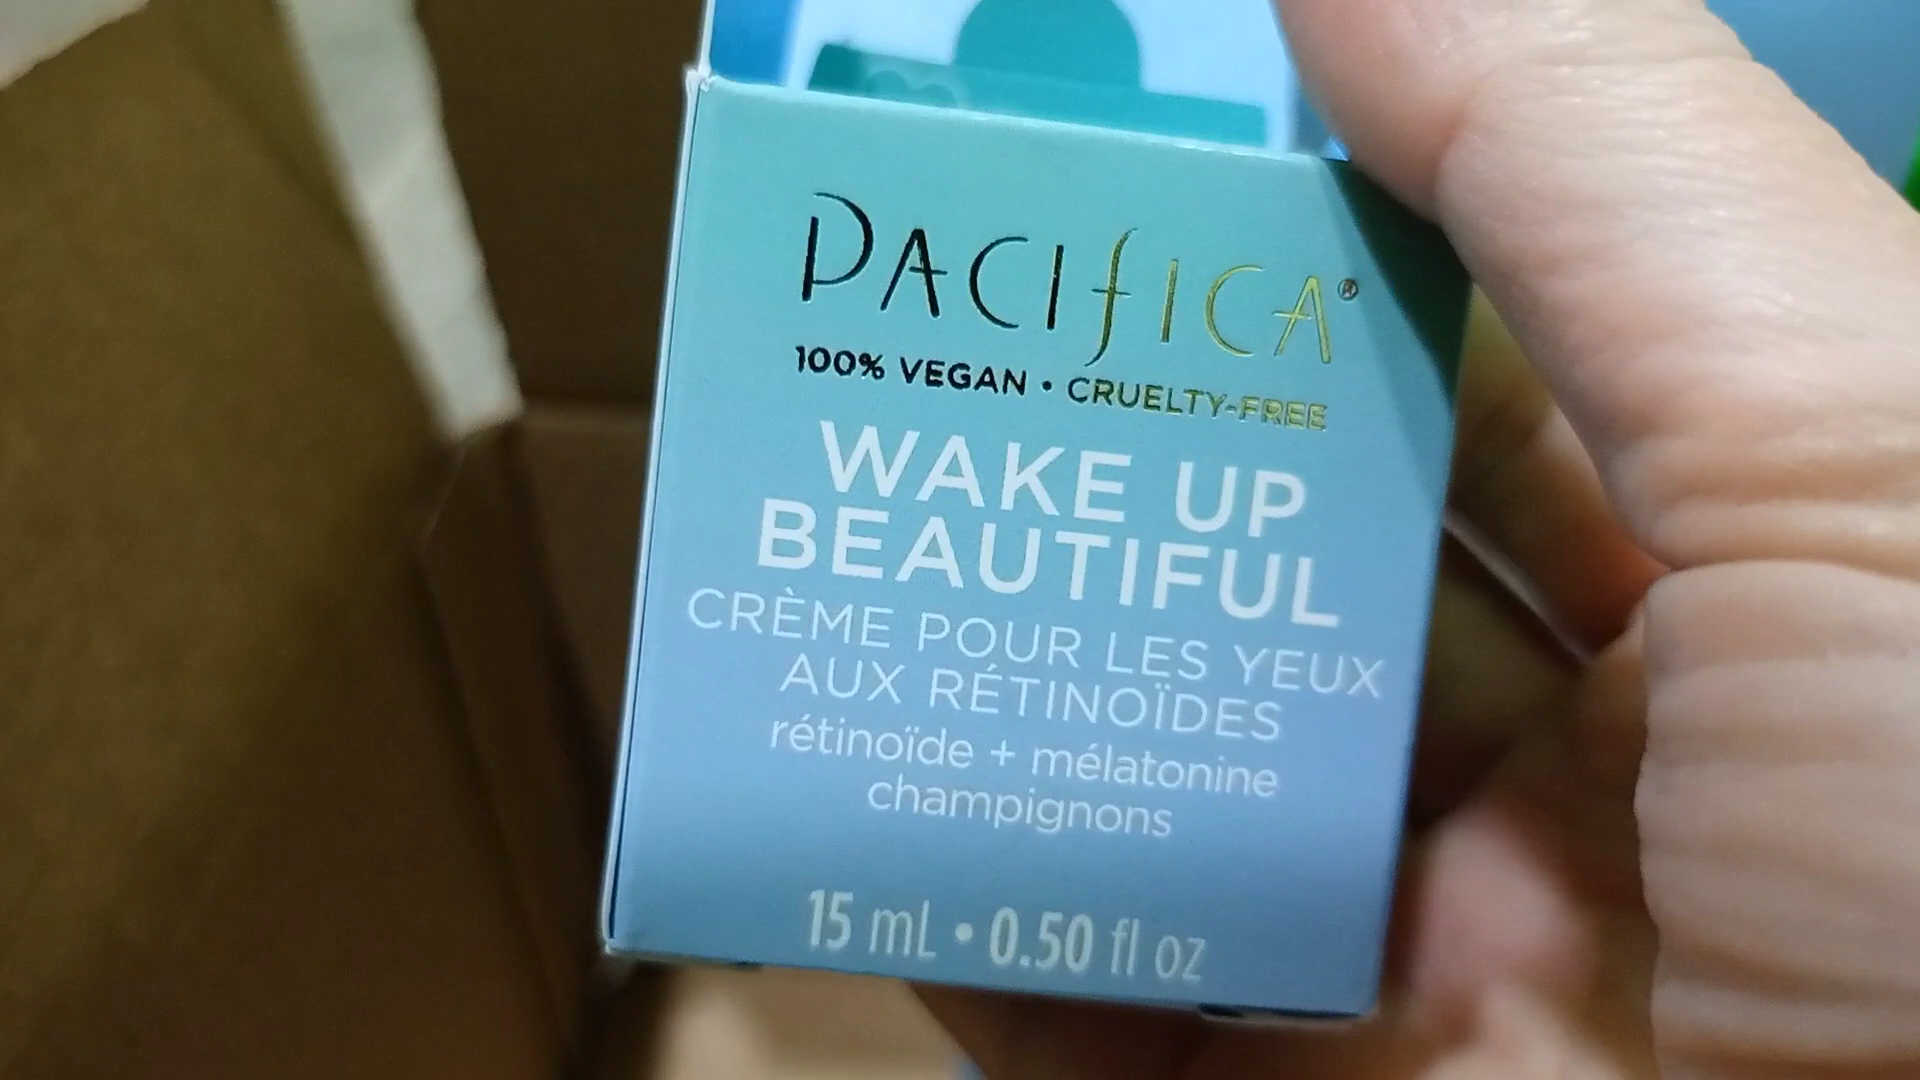 PACIFICA®
100% VEGAN • CRUELTY-FREE
WAKE UP
BEAUTIFUL
CRÈME POUR LES YEUX
AUX RÉTINOÏDES
rétinoïde + mélatonine
champignons
15 mL • 0.50 fl oz